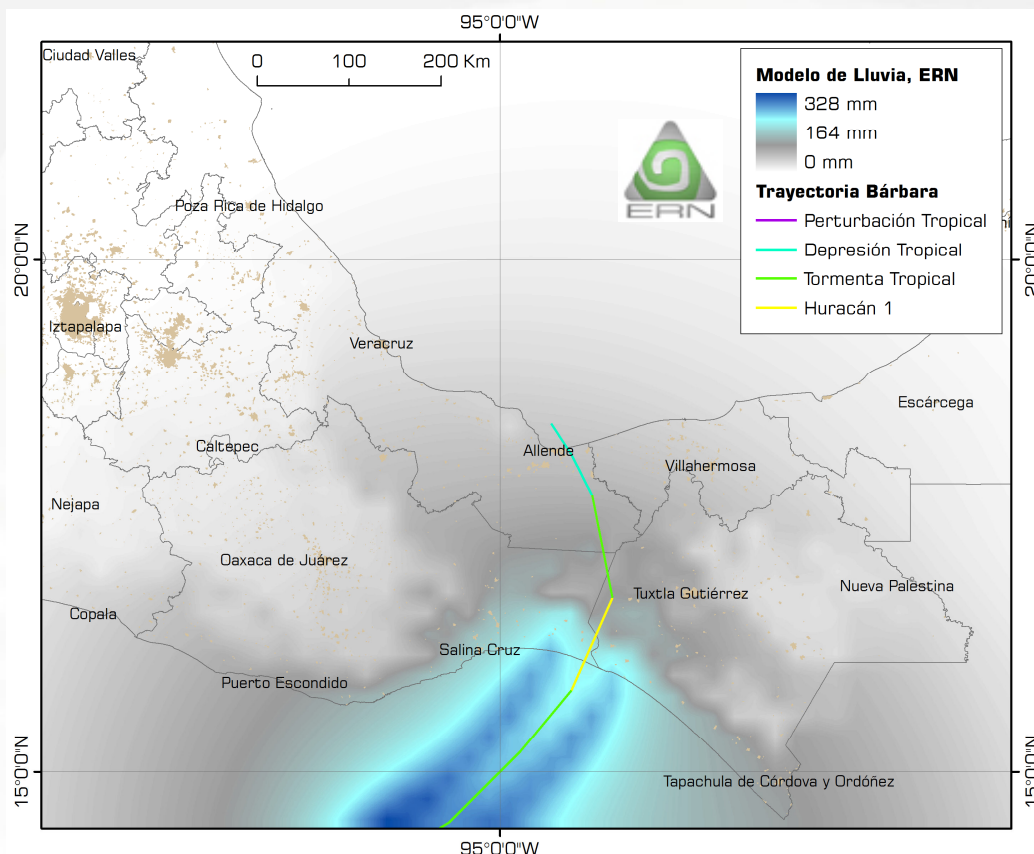 95°0'0"W
Ciudad Valles
0 100 200 Km
Modelo de Lluvia, ERN
328 mm
164 mm
0 mm
Trayectoria Bárbara
Perturbación Tropical
Depresión Tropical
Tormenta Tropical
Huracán 1
ERN
Poza Rica de Hidalgo
20°0'0"N
20°0'0"N
Iztapalapa
Veracruz
Escárcega
Caltepec
Allende
Villahermosa
Nejapa
Oaxaca de Juárez
Tuxtla Gutiérrez
Nueva Palestina
Copala
Salina Cruz
Puerto Escondido
15°0'0"N
15°0'0"N
Tapachula de Córdova y Ordóñez
95°0'0"W